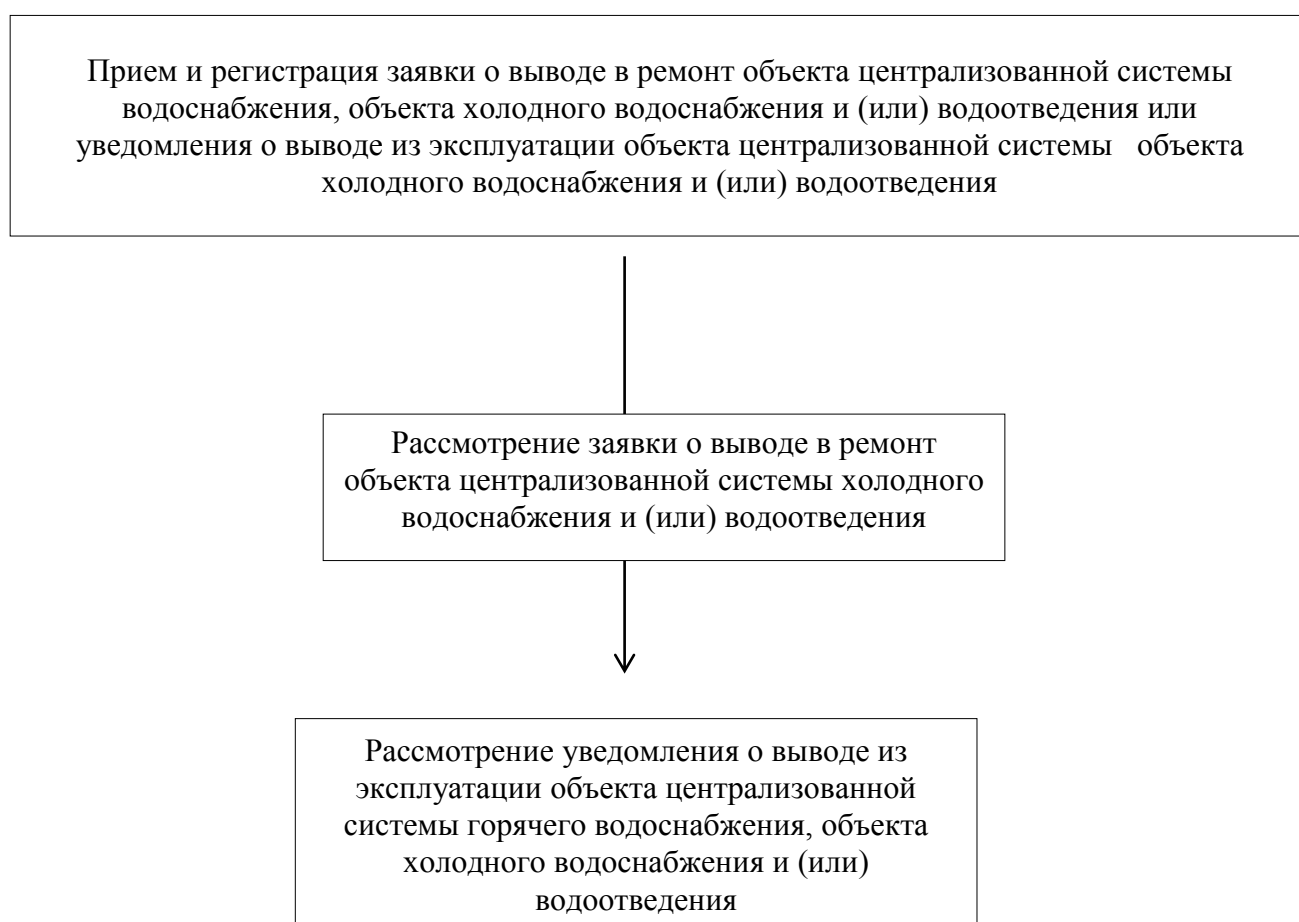 Прием и регистрация заявки о выводе в ремонт объекта централизованной системы
водоснабжения, объекта холодного водоснабжения и (или) водоотведения или
уведомления о выводе из эксплуатации объекта централизованной системы объекта
холодного водоснабжения и (или) водоотведения
Рассмотрение заявки о выводе в ремонт
объекта централизованной системы холодного
водоснабжения и (или) водоотведения
Рассмотрение уведомления о выводе из
эксплуатации объекта централизованной
системы горячего водоснабжения, объекта
холодного водоснабжения и (или)
водоотведения